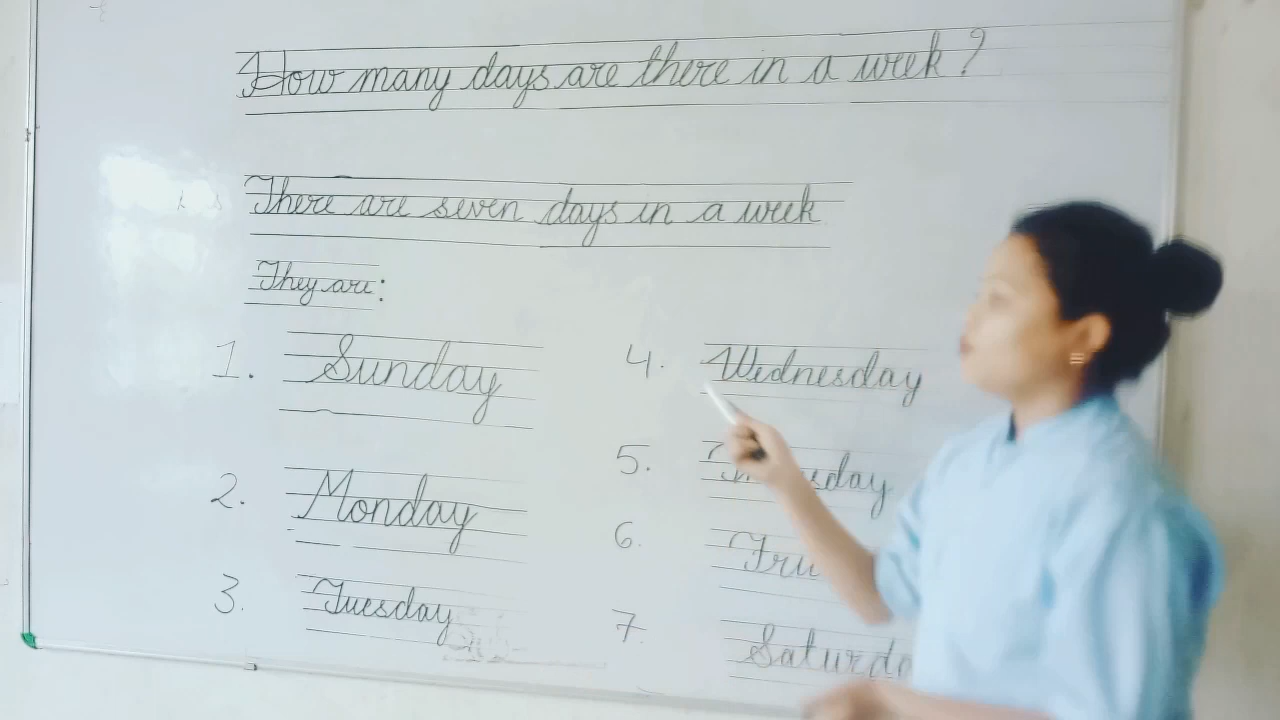 How many days are there in a week?
There are seven days in a week
They are:
1. Sunday
2. Monday
3. Tuesday
4. Wednesday
5.
6.
7.